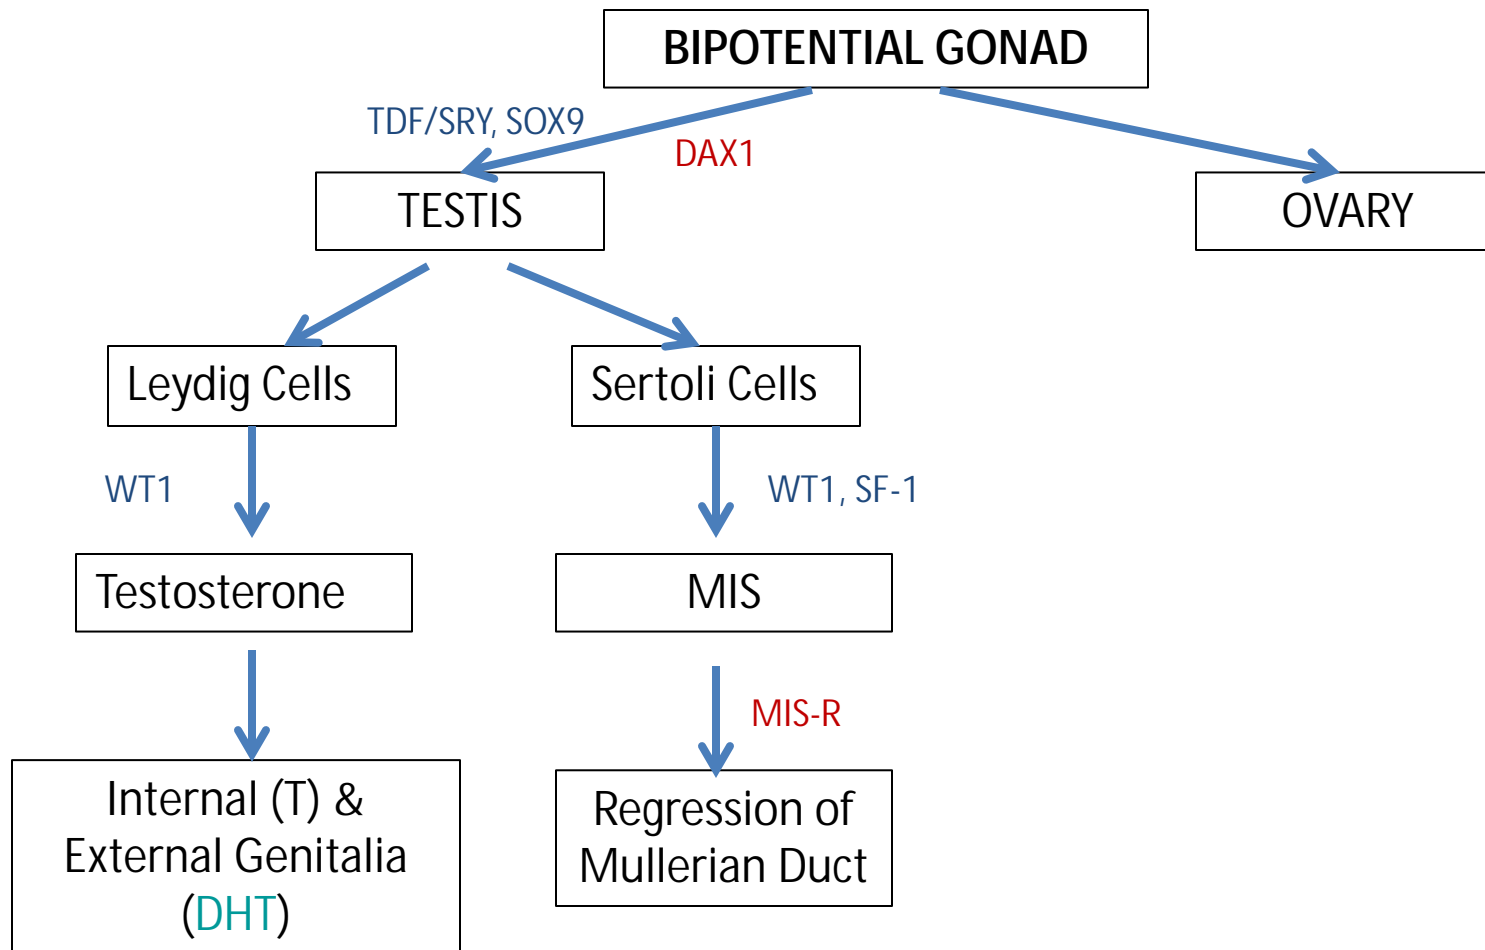 BIPOTENTIAL GONAD
TDF/SRY, SOX9
DAX1
TESTIS
OVARY
Leydig Cells
Sertoli Cells
WT1
WT1, SF-1
Testosterone
MIS
MIS-R
Internal (T) &
External Genitalia
(DHT)
Regression of
Mullerian Duct